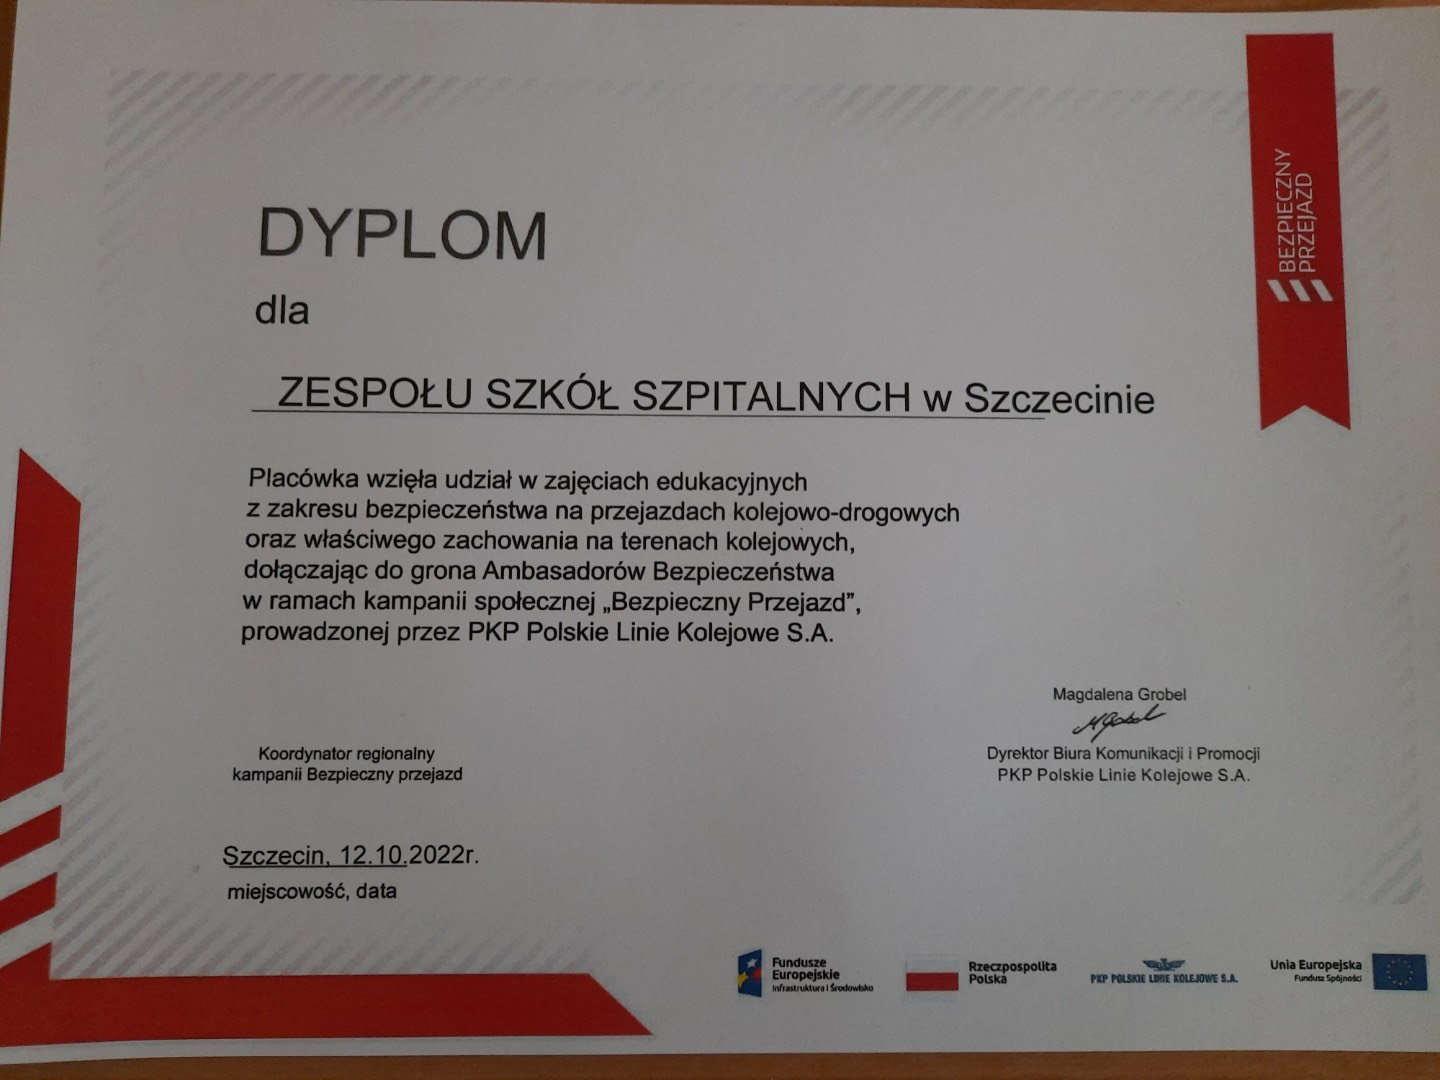 BEZPIECZNY
PRZEJAZD
DYPLOM
dla
ZESPOŁU SZKÓŁ SZPITALNYCH w Szczecinie
Placówka wzięła udział w zajęciach edukacyjnych
z zakresu bezpieczeństwa na przejazdach kolejowo-drogowych
oraz właściwego zachowania na terenach kolejowych,
dołączając do grona Ambasadorów Bezpieczeństwa
w ramach kampanii społecznej „Bezpieczny Przejazd”,
prowadzonej przez PKP Polskie Linie Kolejowe S.A.
Magdalena Grobel
MGrobel
Dyrektor Biura Komunikacji i Promocji
PKP Polskie Linie Kolejowe S.A.
Koordynator regionalny
kampanii Bezpieczny przejazd
Szczecin, 12.10.2022r.
miejscowość, data
Fundusze
Europejskie
Infrastruktura i Środowisko
Rzeczpospolita
Polska
PKP POLSKIE LINIE KOLEJOWE S.A.
Unia Europejska
Fundusz Spójności